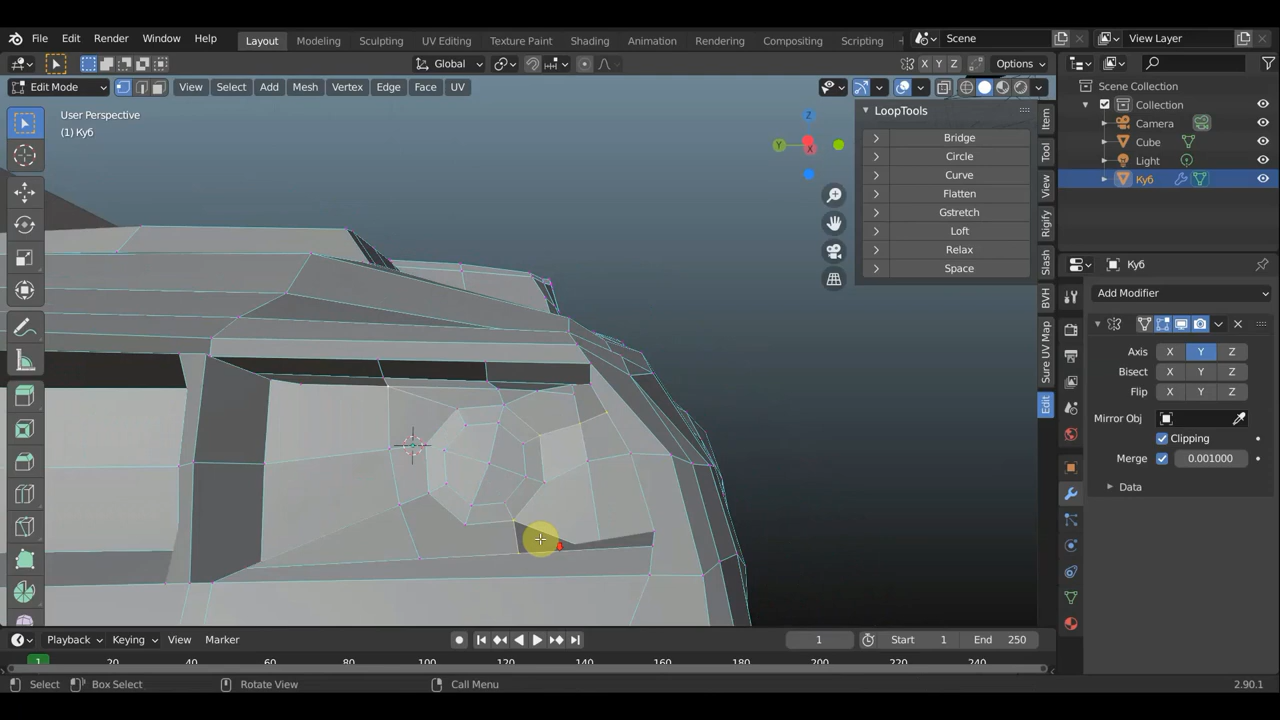 File Edit Render Window Help Layout Modeling Sculpting UV Editing Texture Paint Shading Animation Rendering Compositing Scripting Scene View Layer
Global Options
X Y Z
Edit Mode View Select Add Mesh Vertex Edge Face UV
User Perspective
(1) Куб
Z
Y
X
LoopTools
Bridge
Circle
Curve
Flatten
Gstretch
Loft
Relax
Space
Item
Tool
View
Rigify
Slash
BVH
Sure UV Map
Edit
Scene Collection
Collection
Camera
Cube
Light
Куб
Куб
Add Modifier
Axis X Y Z
Bisect X Y Z
Flip X Y Z
Mirror Obj
Clipping
Merge 0.001000
Data
Playback Keying View Marker 1 Start 1 End 250
1 20 40 60 80 100 120 140 160 180 200 220 240
Select Box Select Rotate View Call Menu 2.90.1